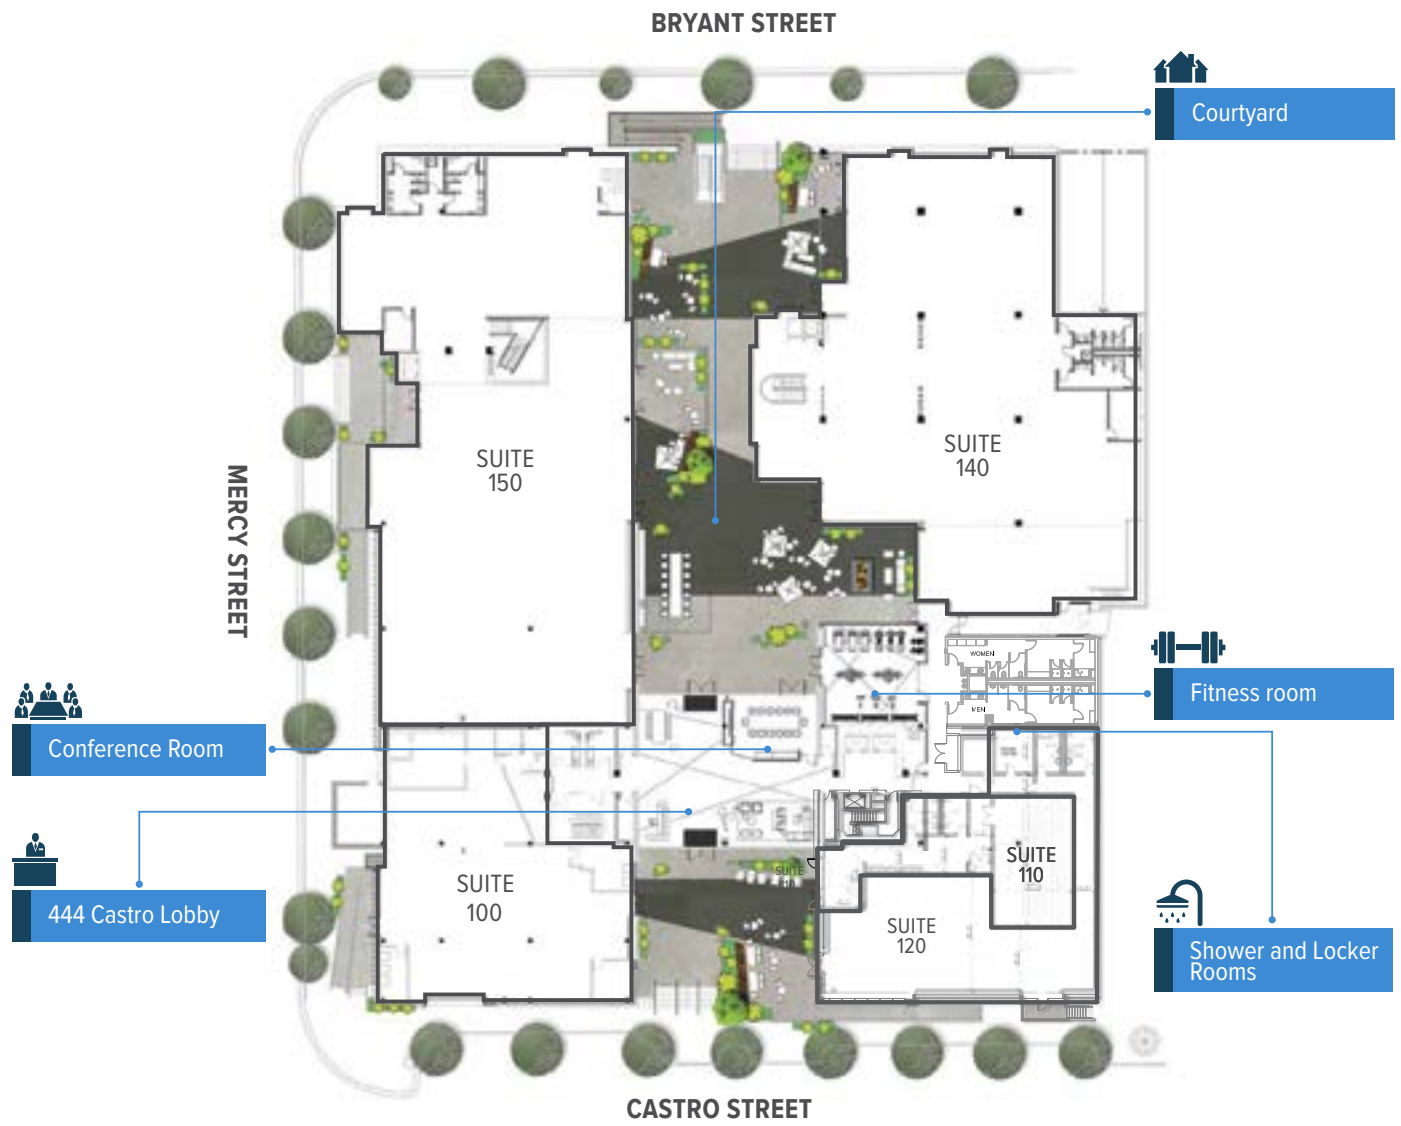 BRYANT STREET
Courtyard
SUITE
140
SUITE
150
MERCY STREET
WOMEN
MEN
Fitness room
Conference Room
SUITE
110
SUITE
SUITE
100
444 Castro Lobby
SUITE
120
Shower and Locker
Rooms
CASTRO STREET